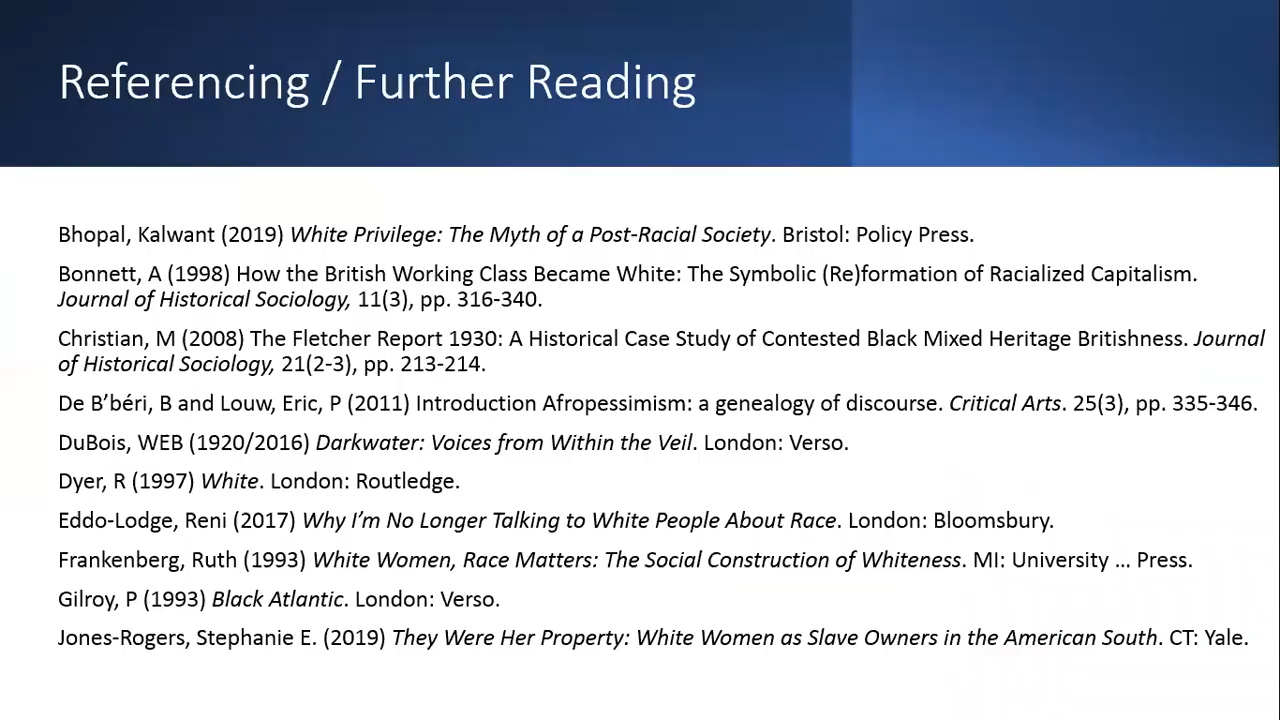 Referencing / Further Reading
Bhopal, Kalwant (2019) White Privilege: The Myth of a Post-Racial Society. Bristol: Policy Press.
Bonnett, A (1998) How the British Working Class Became White: The Symbolic (Re)formation of Racialized Capitalism.
Journal of Historical Sociology, 11(3), pp. 316-340.
Christian, M (2008) The Fletcher Report 1930: A Historical Case Study of Contested Black Mixed Heritage Britishness. Journal
of Historical Sociology, 21(2-3), pp. 213-214.
De B’béri, B and Louw, Eric, P (2011) Introduction Afropessimism: a genealogy of discourse. Critical Arts. 25(3), pp. 335-346.
DuBois, WEB (1920/2016) Darkwater: Voices from Within the Veil. London: Verso.
Dyer, R (1997) White. London: Routledge.
Eddo-Lodge, Reni (2017) Why I’m No Longer Talking to White People About Race. London: Bloomsbury.
Frankenberg, Ruth (1993) White Women, Race Matters: The Social Construction of Whiteness. MI: University … Press.
Gilroy, P (1993) Black Atlantic. London: Verso.
Jones-Rogers, Stephanie E. (2019) They Were Her Property: White Women as Slave Owners in the American South. CT: Yale.